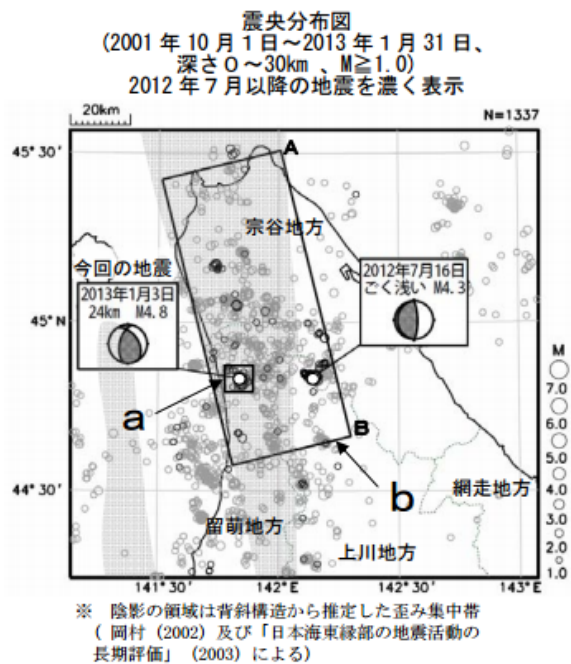 震央分布図
(2001 年 10 月 1 日～2013 年 1 月 31 日、
深さ０～30km 、M≧1.0)
2012 年 7 月以降の地震を濃く表示
20km
N=1337
45°30′
A
宗谷地方
今回の地震
2013年1月3日
24km M4.8
2012年7月16日
ごく浅い M4.3
45°N
M
7.0
6.0
5.0
4.0
3.0
2.0
1.0
a
B
b
44°30′
網走地方
留萌地方
上川地方
141°30′
142°E
142°30′
143°E
※ 陰影の領域は背斜構造から推定した歪み集中帯
( 岡村（2002）及び「日本海東縁部の地震活動の
長期評価」（2003）による)